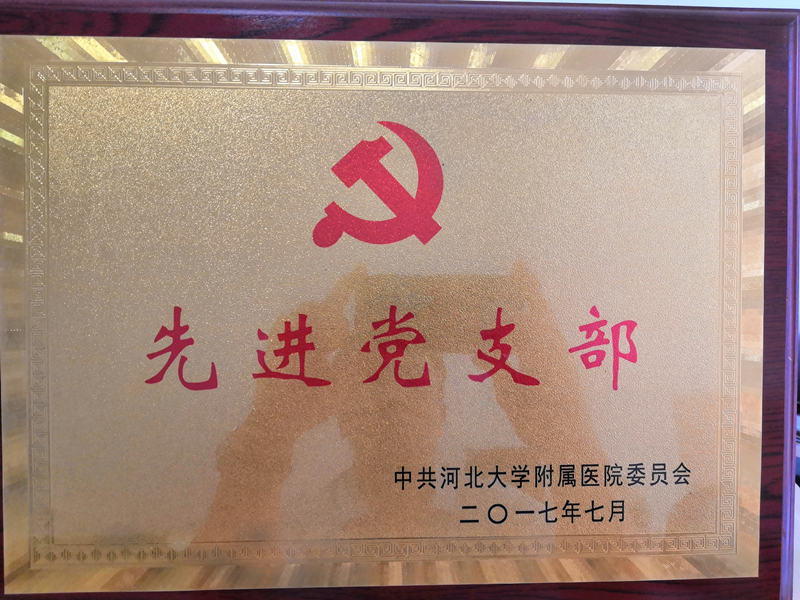 先进党支部
中共河北大学附属医院委员会
二〇一七年七月